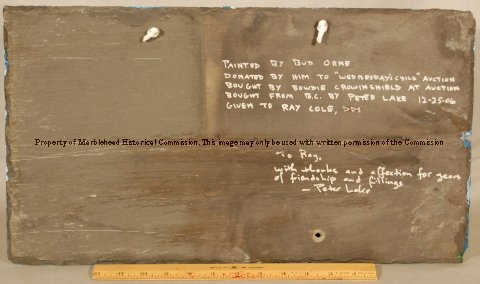 PAINTED BY BUD ORNE
DONATED BY HIM TO "WEDNESDAY'S CHILD" AUCTION
BOUGHT BY BOWDIE CROWINSHIELD AT AUCTION
BOUGHT FROM B.C. BY PETER LAKE 12-25-06
GIVEN TO RAY COLE, DDS
Property of Marblehead Historical Commission. This image may only be used with written permission of the Commission
To Ray,
with thanks and affection for years
of friendship and fillings
— Peter Lake